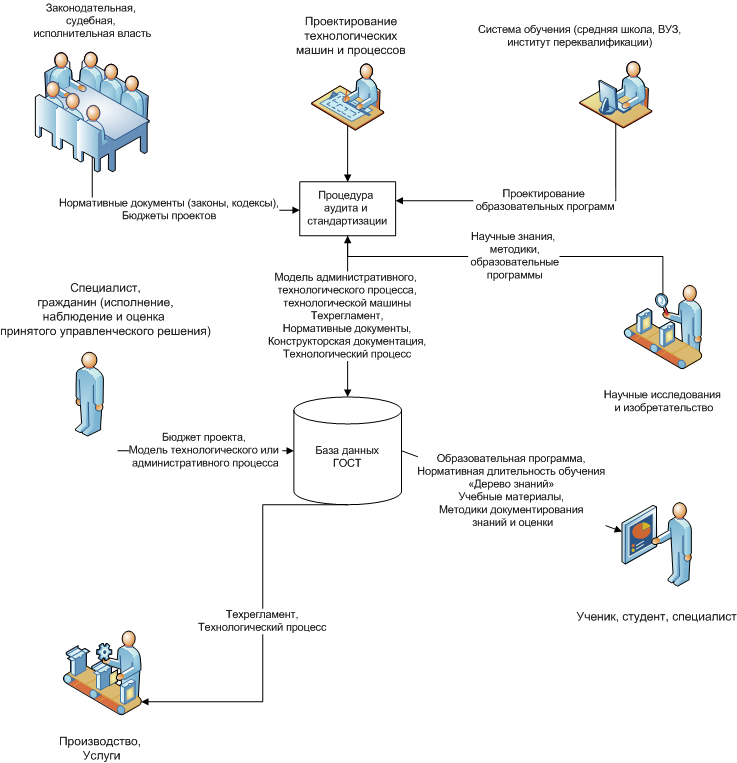 Законодательная,
судебная,
исполнительная власть
Проектирование
технологических
машин и процессов
Система обучения (средняя школа, ВУЗ,
институт переквалификации)
Нормативные документы (законы, кодексы),
Бюджеты проектов
Процедура
аудита и
стандартизации
Проектирование
образовательных программ
Научные знания,
методики,
образовательные
программы
Модель административного,
технологического процесса,
технологической машины
Техрегламент,
Нормативные документы,
Конструкторская документация,
Технологический процесс
Специалист,
гражданин (исполнение,
наблюдение и оценка
принятого управленческого решения)
Научные исследования
и изобретательство
Бюджет проекта,
Модель технологического или
административного процесса
База данных
ГОСТ
Образовательная программа,
Нормативная длительность обучения
«Дерево знаний»
Учебные материалы,
Методики документирования
знаний и оценки
Ученик, студент, специалист
Техрегламент,
Технологический процесс
Производство,
Услуги